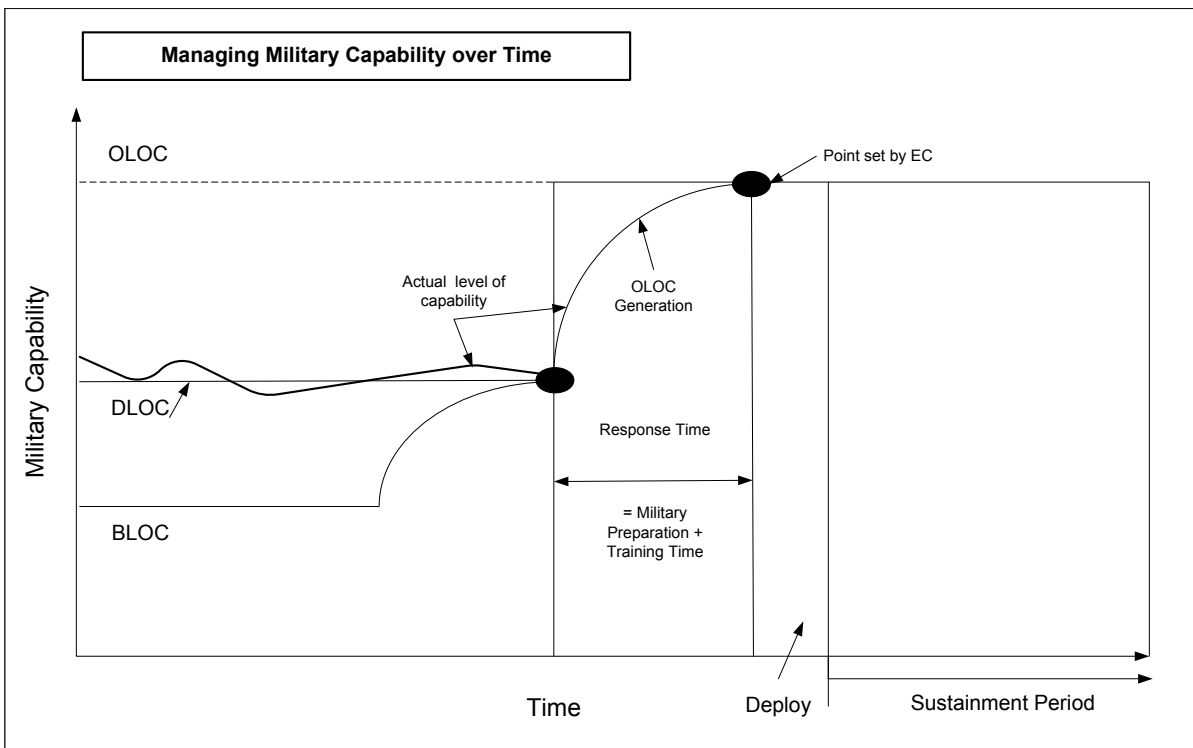 Managing Military Capability over Time
OLOC
Point set by EC
Actual level of
capability
OLOC
Generation
Military Capability
DLOC
Response Time
BLOC
= Military
Preparation +
Training Time
Time
Deploy
Sustainment Period